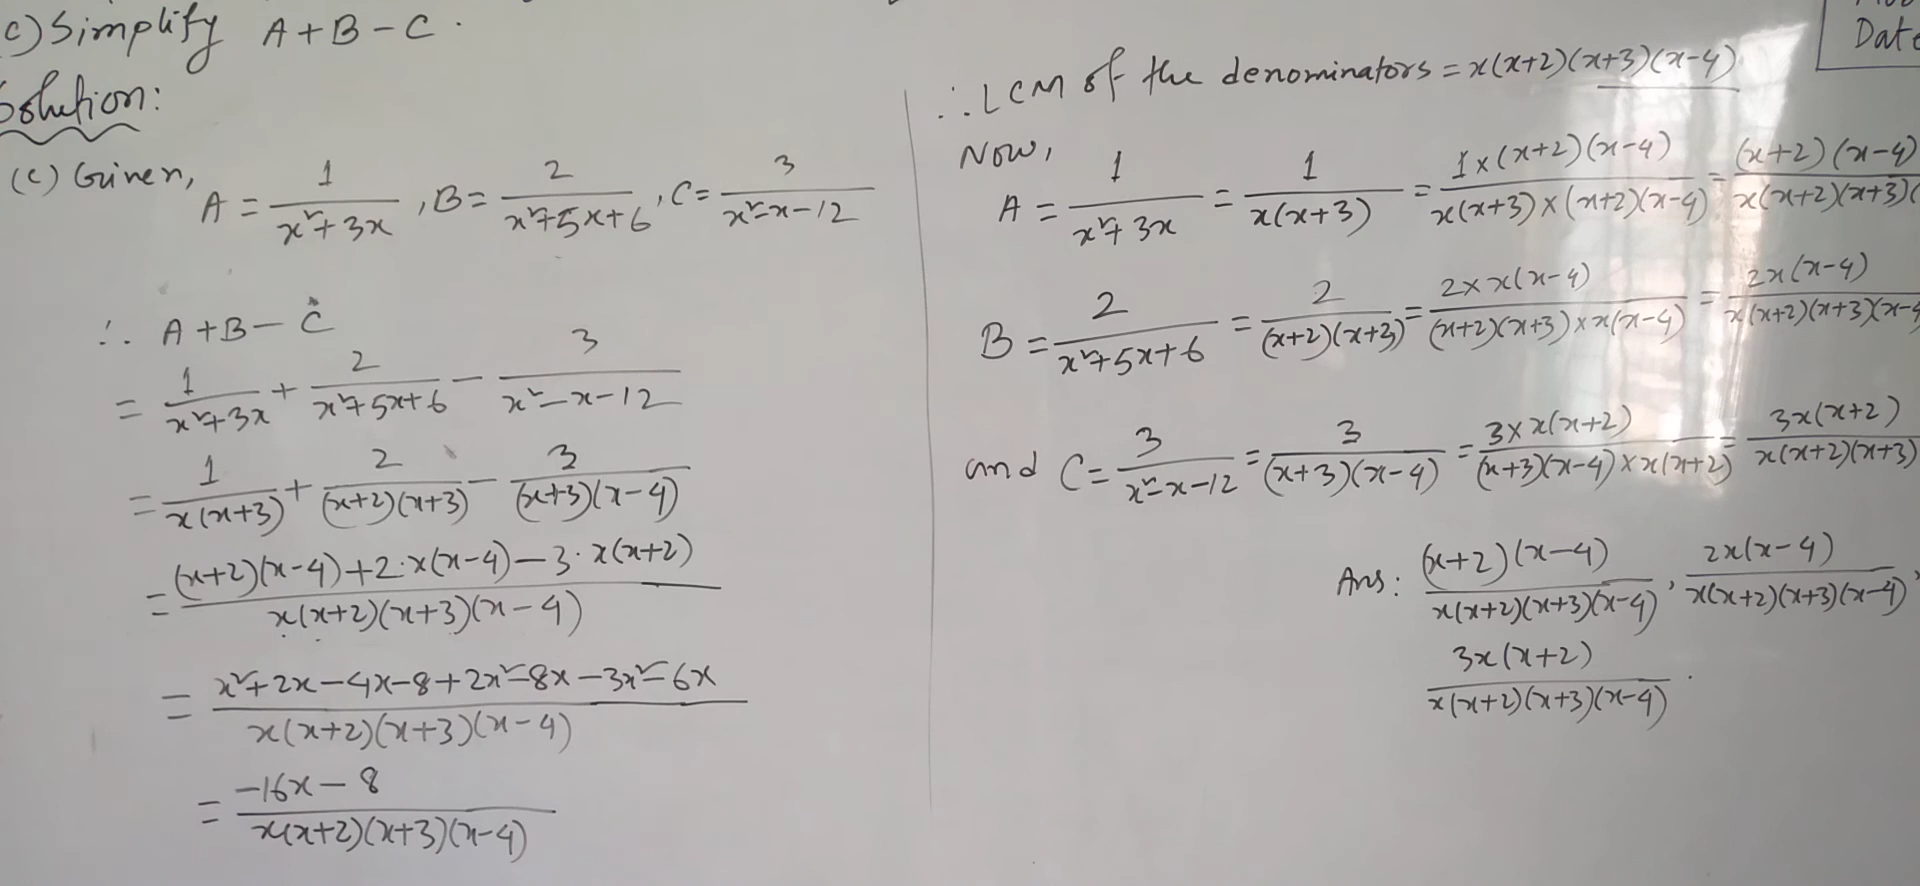 c) Simplify A+B-C.
Solution:
(c) Given, A = 1/(x²+3x), B = 2/(x²+5x+6), C = 3/(x²-x-12)
∴ A+B-C
= 1/(x²+3x) + 2/(x²+5x+6) - 3/(x²-x-12)
= 1/(x(x+3)) + 2/((x+2)(x+3)) - 3/((x+3)(x-4))
= ((x+2)(x-4)+2·x(x-4)-3·x(x+2))/(x(x+2)(x+3)(x-4))
= (x²+2x-4x-8+2x²-8x-3x²-6x)/(x(x+2)(x+3)(x-4))
= (-16x-8)/(x(x+2)(x+3)(x-4))
Date
∴ LCM of the denominators = x(x+2)(x+3)(x-4)
Now,
A = 1/(x²+3x) = 1/(x(x+3)) = (1×(x+2)(x-4))/(x(x+3)×(x+2)(x-4)) = ((x+2)(x-4))/(x(x+2)(x+3)(
B = 2/(x²+5x+6) = 2/((x+2)(x+3)) = (2×x(x-4))/((x+2)(x+3)×x(x-4)) = (2x(x-4))/(x(x+2)(x+3)(x-4
and C = 3/(x²-x-12) = 3/((x+3)(x-4)) = (3×x(x+2))/((x+3)(x-4)×x(x+2)) = (3x(x+2))/(x(x+2)(x+3)
Ans: ((x+2)(x-4))/(x(x+2)(x+3)(x-4)), (2x(x-4))/(x(x+2)(x+3)(x-4)),
(3x(x+2))/(x(x+2)(x+3)(x-4)).